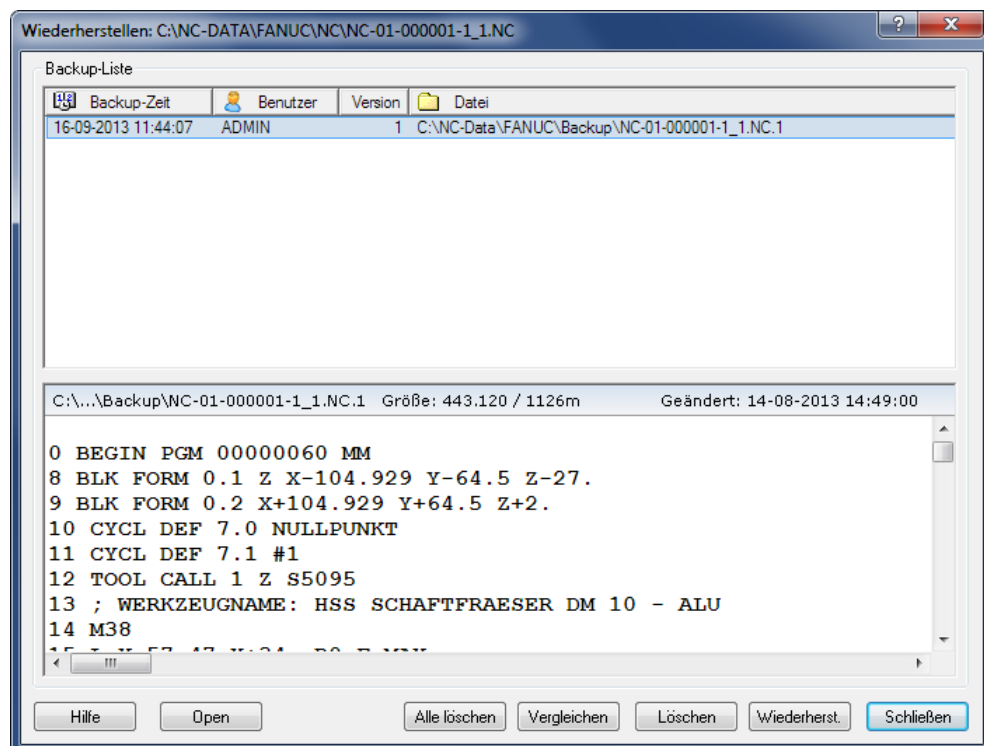 Wiederherstellen: C:\NC-DATA\FANUC\NC\NC-01-000001-1_1.NC
Backup-Liste
Backup-Zeit Benutzer Version Datei
16-09-2013 11:44:07 ADMIN 1 C:\NC-Data\FANUC\Backup\NC-01-000001-1_1.NC.1
C:\...\Backup\NC-01-000001-1_1.NC.1 Größe: 443.120 / 1126m Geändert: 14-08-2013 14:49:00
0 BEGIN PGM 00000060 MM
8 BLK FORM 0.1 Z X-104.929 Y-64.5 Z-27.
9 BLK FORM 0.2 X+104.929 Y+64.5 Z+2.
10 CYCL DEF 7.0 NULLPUNKT
11 CYCL DEF 7.1 #1
12 TOOL CALL 1 Z S5095
13 ; WERKZEUGNAME: HSS SCHAFTFRAESER DM 10 - ALU
14 M38
Hilfe Open Alle löschen Vergleichen Löschen Wiederherst. Schließen